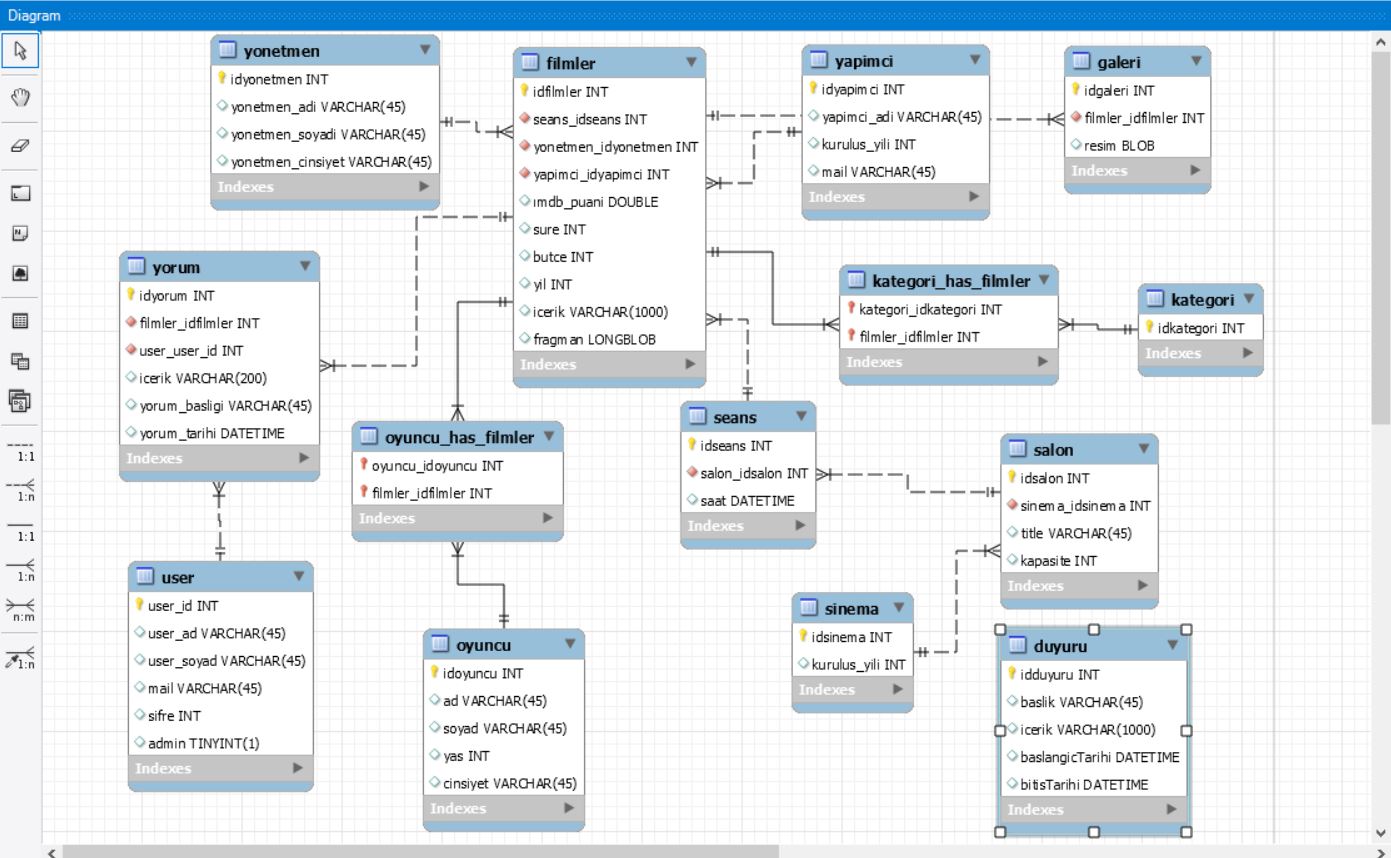 Diagram
yonetmen
idyonetmen INT
yonetmen_adi VARCHAR(45)
yonetmen_soyadi VARCHAR(45)
yonetmen_cinsiyet VARCHAR(45)
Indexes
filmler
idfilmler INT
seans_idseans INT
yonetmen_idyonetmen INT
yapimci_idyapimci INT
ımdb_puani DOUBLE
sure INT
butce INT
yil INT
icerik VARCHAR(1000)
fragman LONGBLOB
Indexes
yapimci
idyapimci INT
yapimci_adi VARCHAR(45)
kurulus_yili INT
mail VARCHAR(45)
Indexes
galeri
idgaleri INT
filmler_idfilmler INT
resim BLOB
Indexes
yorum
idyorum INT
filmler_idfilmler INT
user_user_id INT
icerik VARCHAR(200)
yorum_basligi VARCHAR(45)
yorum_tarihi DATETIME
Indexes
kategori_has_filmler
kategori_idkategori INT
filmler_idfilmler INT
Indexes
kategori
idkategori INT
Indexes
oyuncu_has_filmler
oyuncu_idoyuncu INT
filmler_idfilmler INT
Indexes
seans
idseans INT
salon_idsalon INT
saat DATETIME
Indexes
salon
idsalon INT
sinema_idsinema INT
title VARCHAR(45)
kapasite INT
Indexes
user
user_id INT
user_ad VARCHAR(45)
user_soyad VARCHAR(45)
mail VARCHAR(45)
sifre INT
admin TINYINT(1)
Indexes
oyuncu
idoyuncu INT
ad VARCHAR(45)
soyad VARCHAR(45)
yas INT
cinsiyet VARCHAR(45)
Indexes
sinema
idsinema INT
kurulus_yili INT
Indexes
duyuru
idduyuru INT
baslik VARCHAR(45)
icerik VARCHAR(1000)
baslangicTarihi DATETIME
bitisTarihi DATETIME
Indexes
1:1
1:n
1:1
1:n
n:m
1:n